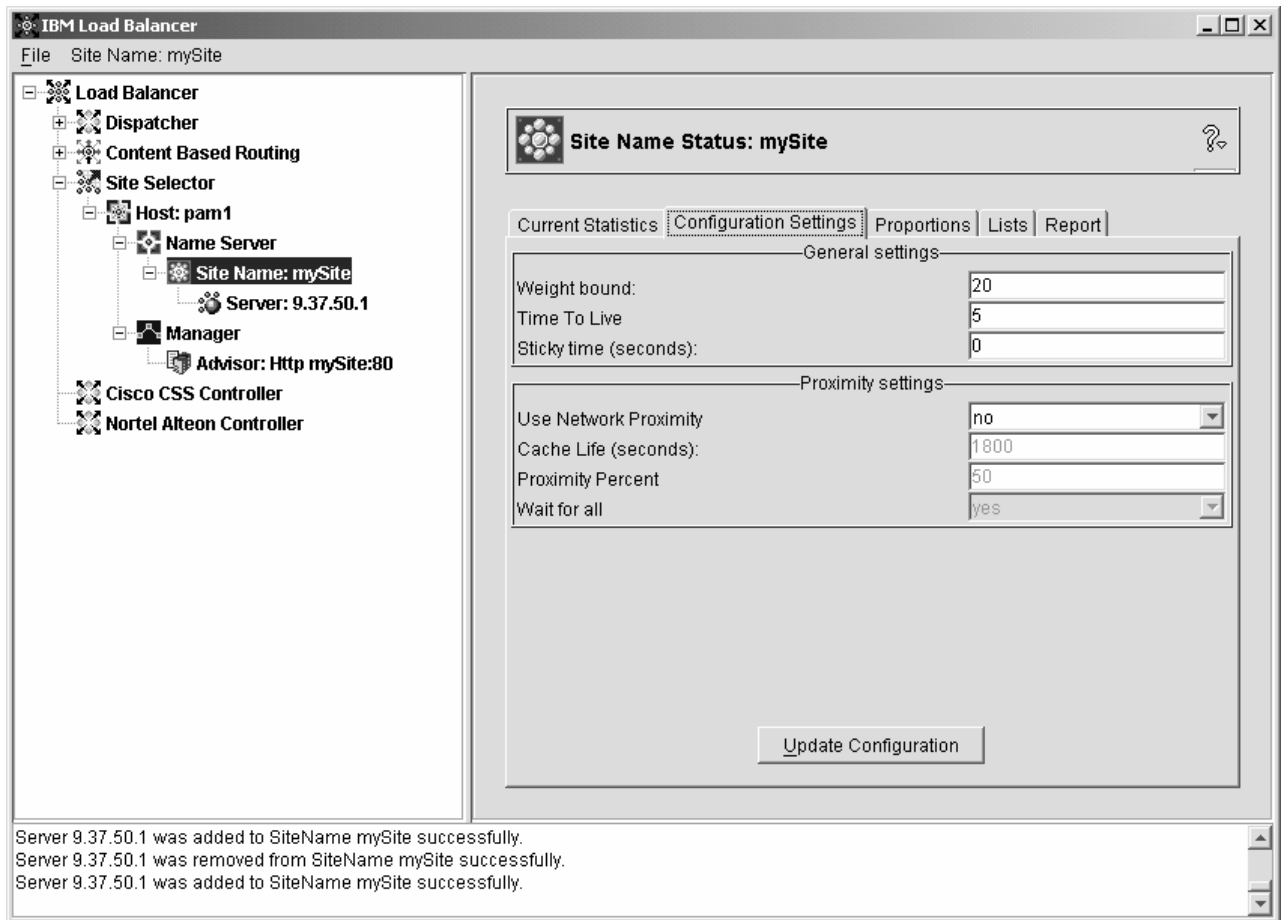 IBM Load Balancer
File Site Name: mySite
Load Balancer
Dispatcher
Content Based Routing
Site Selector
Host: pam1
Name Server
Site Name: mySite
Server: 9.37.50.1
Manager
Advisor: Http mySite:80
Cisco CSS Controller
Nortel Alteon Controller
Site Name Status: mySite
?
Current Statistics Configuration Settings Proportions Lists Report
General settings
Weight bound: 20
Time To Live 5
Sticky time (seconds): 0
Proximity settings
Use Network Proximity no
Cache Life (seconds): 1800
Proximity Percent 50
Wait for all yes
Update Configuration
Server 9.37.50.1 was added to SiteName mySite successfully.
Server 9.37.50.1 was removed from SiteName mySite successfully.
Server 9.37.50.1 was added to SiteName mySite successfully.